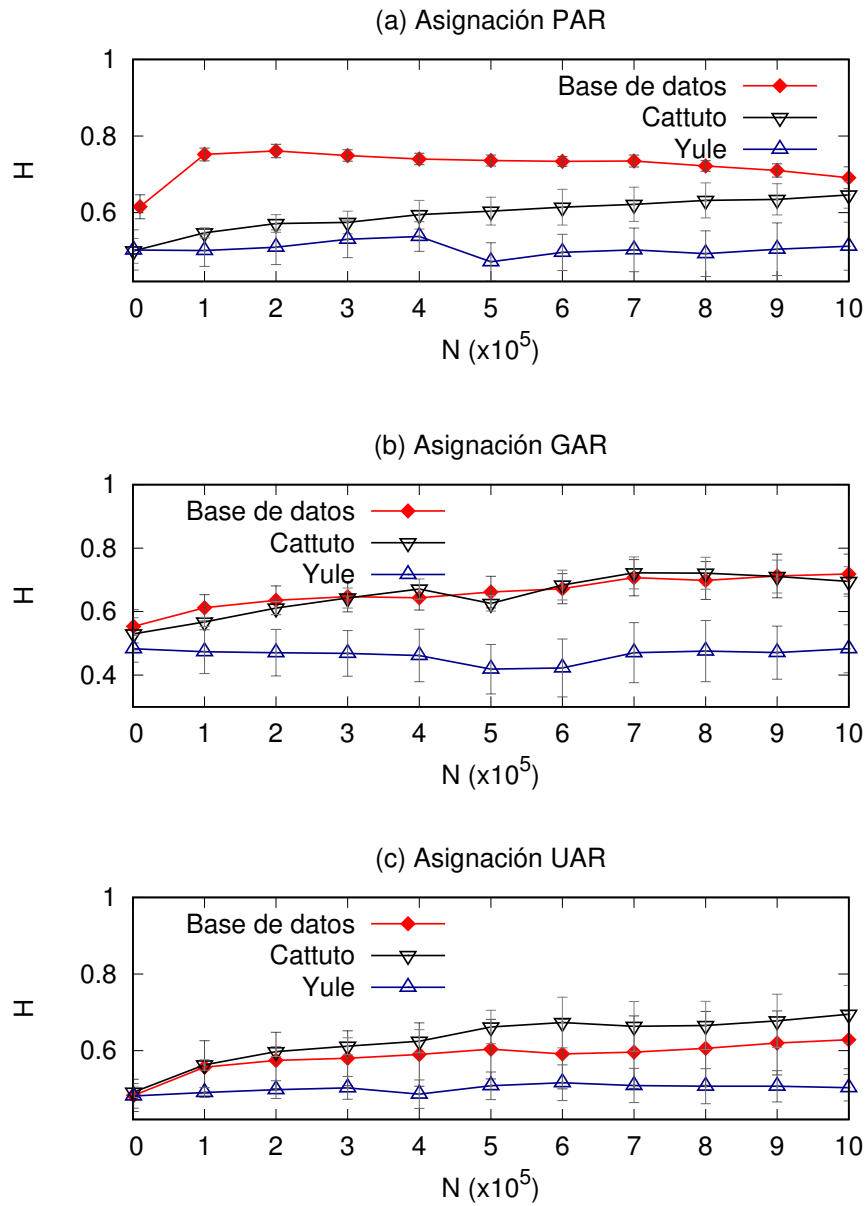 (a) Asignación PAR
1
0.8
0.6
H
Base de datos
Cattuto
Yule
0 1 2 3 4 5 6 7 8 9 10
N (x10^5)
(b) Asignación GAR
1
0.8
0.6
0.4
H
Base de datos
Cattuto
Yule
0 1 2 3 4 5 6 7 8 9 10
N (x10^5)
(c) Asignación UAR
1
0.8
0.6
H
Base de datos
Cattuto
Yule
0 1 2 3 4 5 6 7 8 9 10
N (x10^5)